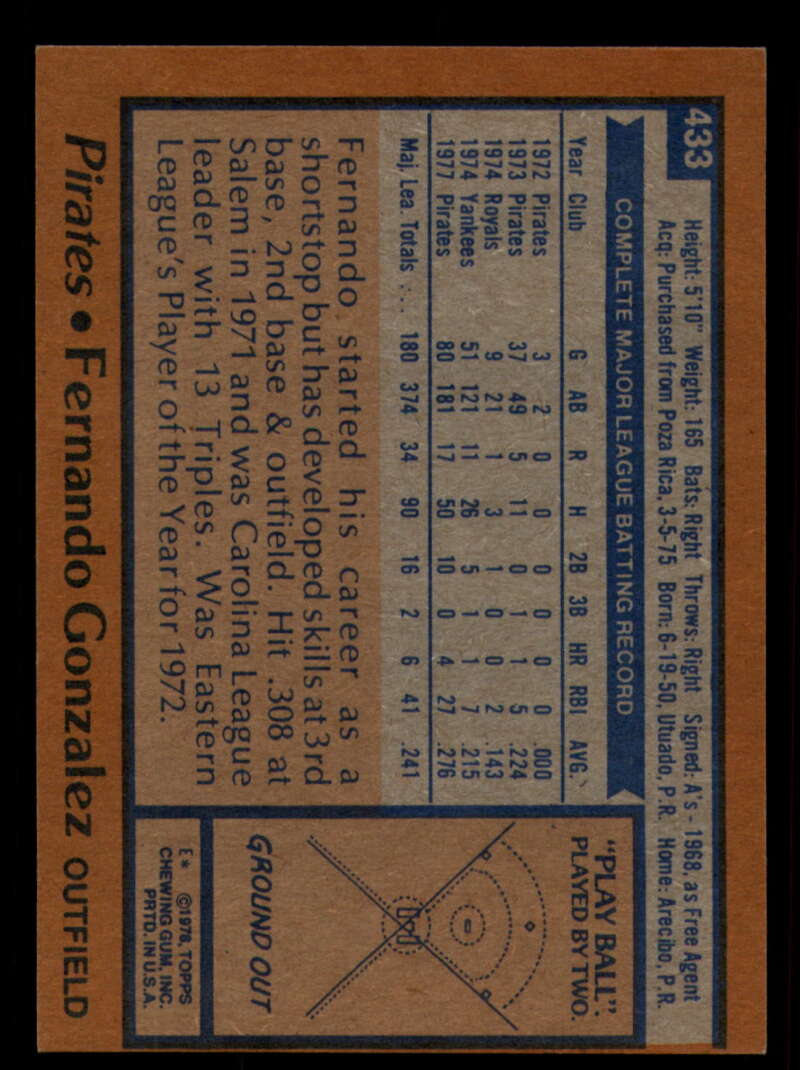 433
Height: 5'10" Weight: 165 Bats: Right Throws: Right Signed: A's - 1968, as Free Agent
Acq: Purchased from Poza Rica, 3-5-75 Born: 6-19-50, Utuado, P.R. Home: Arecibo, P.R.
COMPLETE MAJOR LEAGUE BATTING RECORD
Year Club G AB R H 2B 3B HR RBI AVG.
1972 Pirates 3 2 0 0 0 0 0 0 .000
1973 Pirates 37 49 5 11 0 1 1 5 .224
1974 Royals 9 21 1 3 1 0 0 2 .143
1974 Yankees 51 121 11 26 5 1 1 7 .215
1977 Pirates 80 181 17 50 10 0 4 27 .276
Maj. Lea. Totals ... 180 374 34 90 16 2 6 41 .241
Fernando started his career as a
shortstop but has developed skills at 3rd
base, 2nd base & outfield. Hit .308 at
Salem in 1971 and was Carolina League
leader with 13 Triples. Was Eastern
League's Player of the Year for 1972.
"PLAY BALL":
PLAYED BY TWO.
GROUND OUT
E* ©1978, TOPPS
CHEWING GUM, INC.
PRTD. IN U.S.A.
Pirates • Fernando Gonzalez OUTFIELD